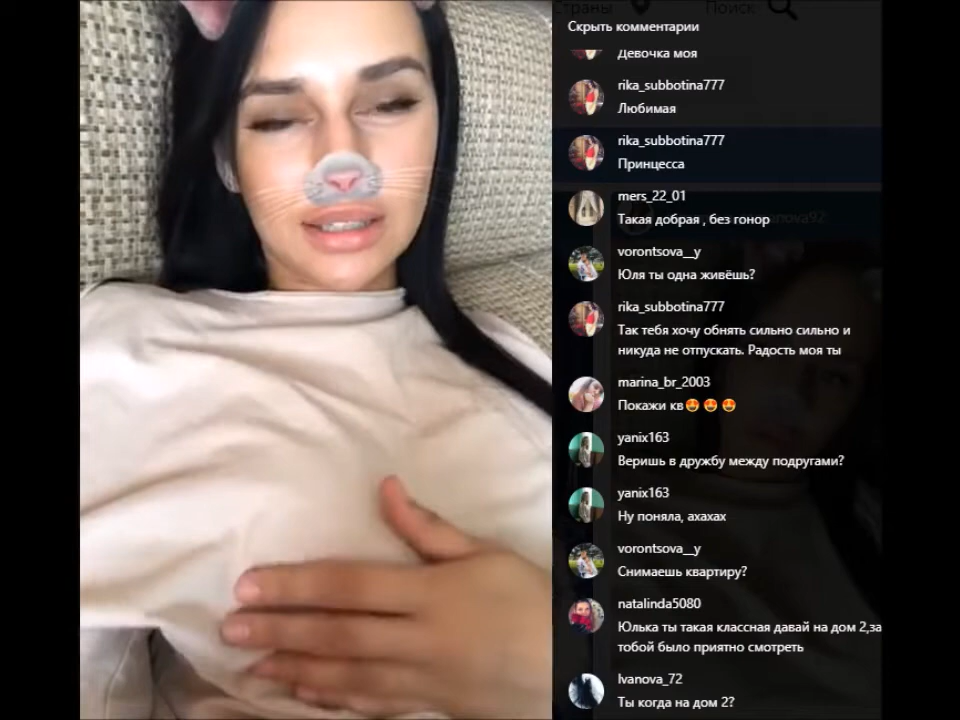 Страны
Поиск
Скрыть комментарии
Девочка моя
rika_subbotina777
Любимая
rika_subbotina777
Принцесса
mers_22_01
Такая добрая , без гонор
vorontsova__y
Юля ты одна живёшь?
rika_subbotina777
Так тебя хочу обнять сильно сильно и
никуда не отпускать. Радость моя ты
marina_br_2003
Покажи кв😍😍😍
yanix163
Веришь в дружбу между подругами?
yanix163
Ну поняла, ахахах
vorontsova__y
Снимаешь квартиру?
natalinda5080
Юлька ты такая классная давай на дом 2,за
тобой было приятно смотреть
Ivanova_72
Ты когда на дом 2?